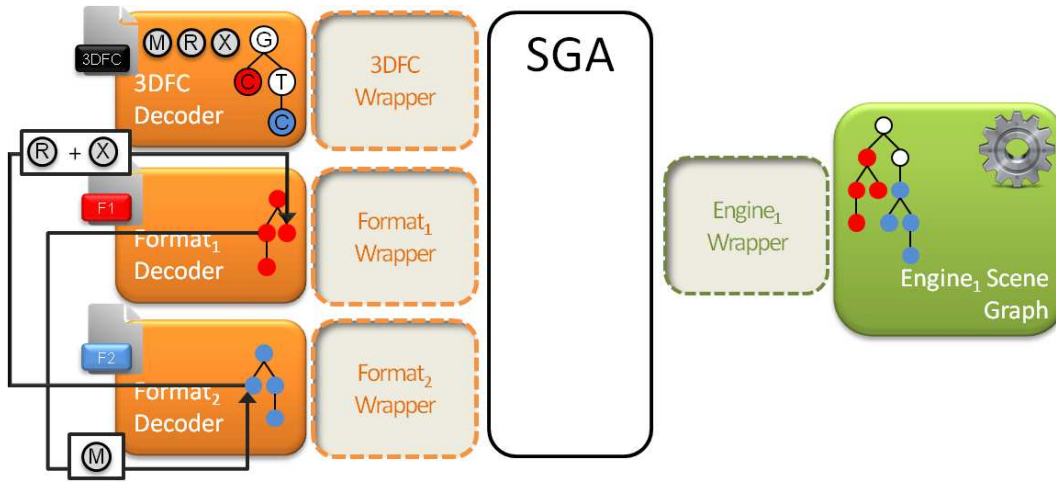 M R X G
3DFC
C T
C
3DFC
Decoder
3DFC
Wrapper
SGA
R + X
F1
Format₁
Decoder
Format₁
Wrapper
Engine₁
Wrapper
Engine₁ Scene
Graph
F2
Format₂
Decoder
Format₂
Wrapper
M